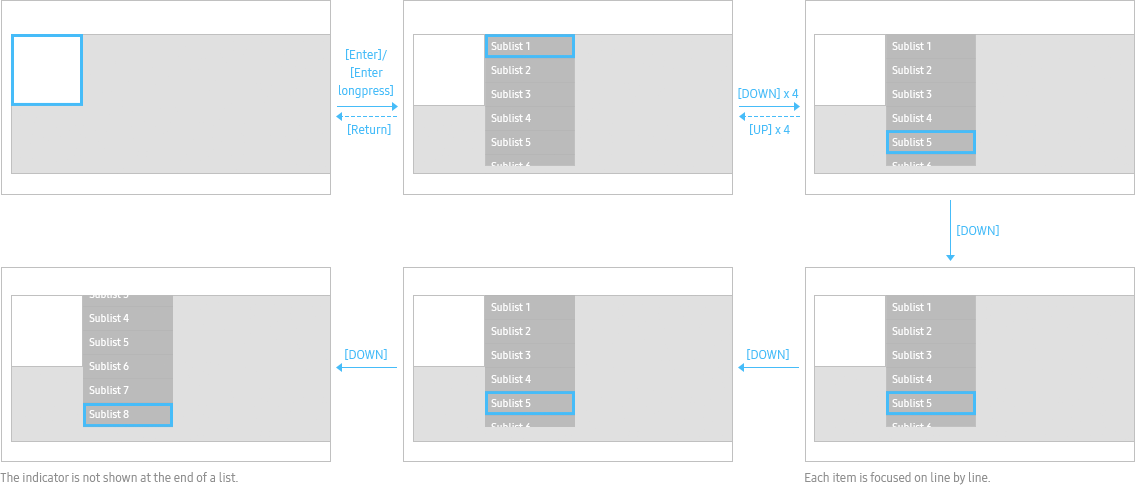 [Enter]/
[Enter
longpress]
[Return]
Sublist 1
Sublist 2
Sublist 3
Sublist 4
Sublist 5
Sublist 6
[DOWN] x 4
[UP] x 4
Sublist 1
Sublist 2
Sublist 3
Sublist 4
Sublist 5
Sublist 6
[DOWN]
Sublist 3
Sublist 4
Sublist 5
Sublist 6
Sublist 7
Sublist 8
[DOWN]
Sublist 1
Sublist 2
Sublist 3
Sublist 4
Sublist 5
Sublist 6
[DOWN]
Sublist 1
Sublist 2
Sublist 3
Sublist 4
Sublist 5
Sublist 6
The indicator is not shown at the end of a list.
Each item is focused on line by line.